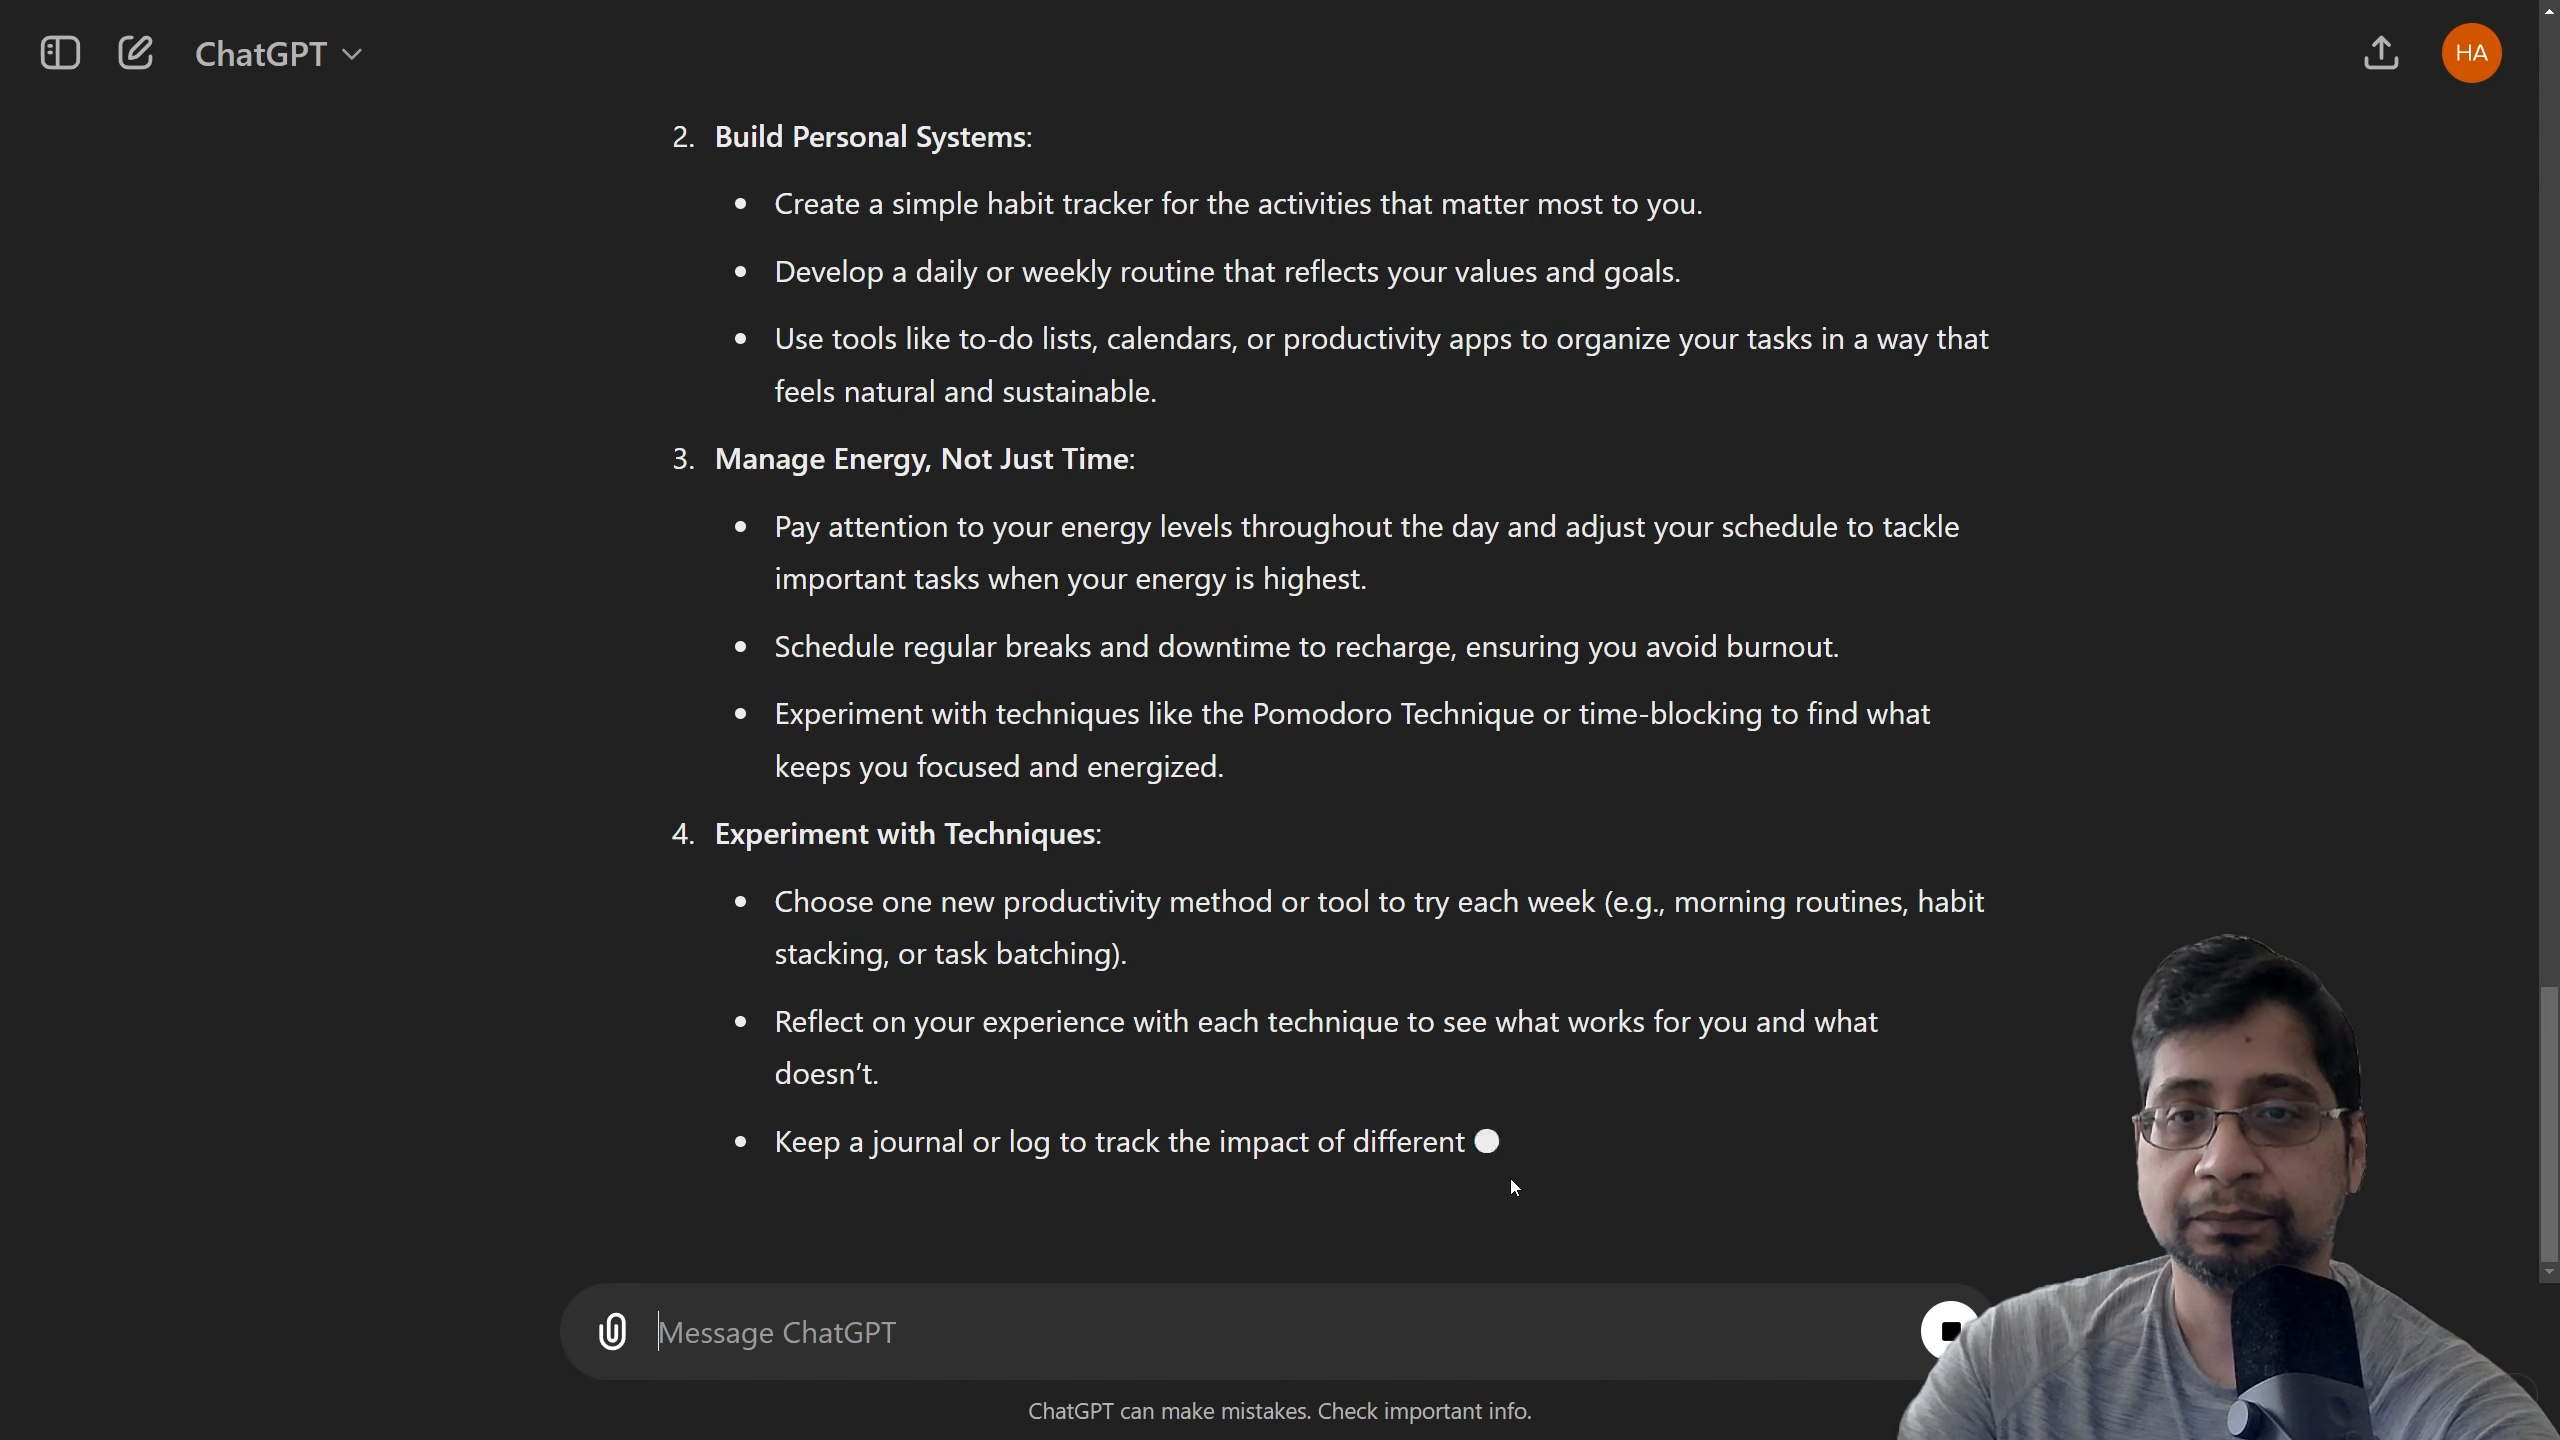 ChatGPT
HA
2. Build Personal Systems:
• Create a simple habit tracker for the activities that matter most to you.
• Develop a daily or weekly routine that reflects your values and goals.
• Use tools like to-do lists, calendars, or productivity apps to organize your tasks in a way that
feels natural and sustainable.
3. Manage Energy, Not Just Time:
• Pay attention to your energy levels throughout the day and adjust your schedule to tackle
important tasks when your energy is highest.
• Schedule regular breaks and downtime to recharge, ensuring you avoid burnout.
• Experiment with techniques like the Pomodoro Technique or time-blocking to find what
keeps you focused and energized.
4. Experiment with Techniques:
• Choose one new productivity method or tool to try each week (e.g., morning routines, habit
stacking, or task batching).
• Reflect on your experience with each technique to see what works for you and what
doesn’t.
• Keep a journal or log to track the impact of different
Message ChatGPT
ChatGPT can make mistakes. Check important info.